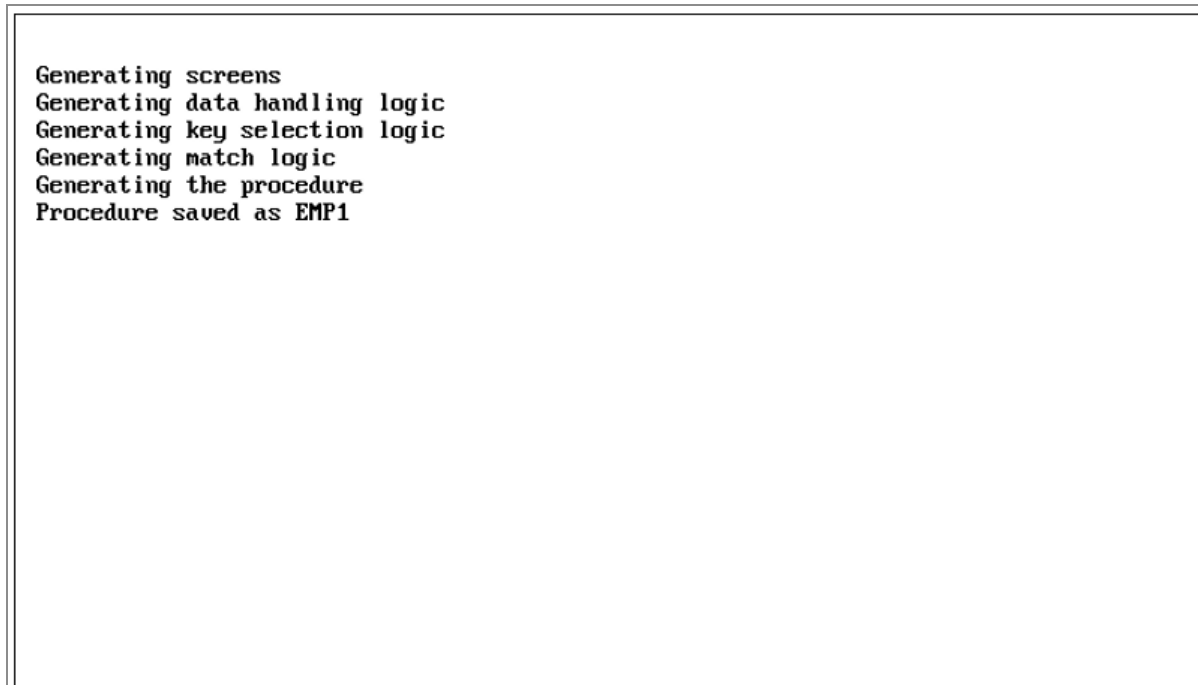 Generating screens
Generating data handling logic
Generating key selection logic
Generating match logic
Generating the procedure
Procedure saved as EMP1